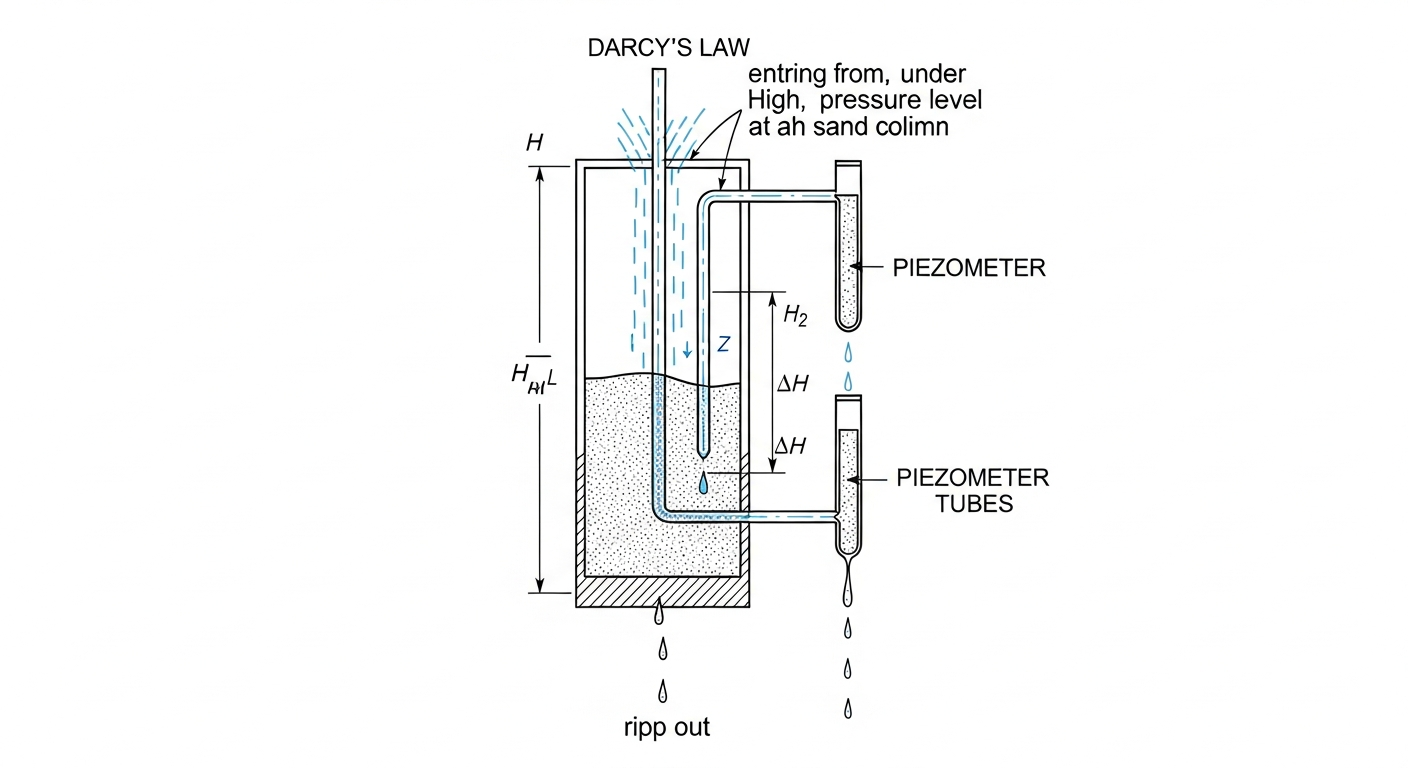 DARCY'S LAW
entring from, under
High, pressure level
at ah sand colimn
H
PIEZOMETER
H₂
Z
ΔH
ΔH
PIEZOMETER
TUBES
ripp out